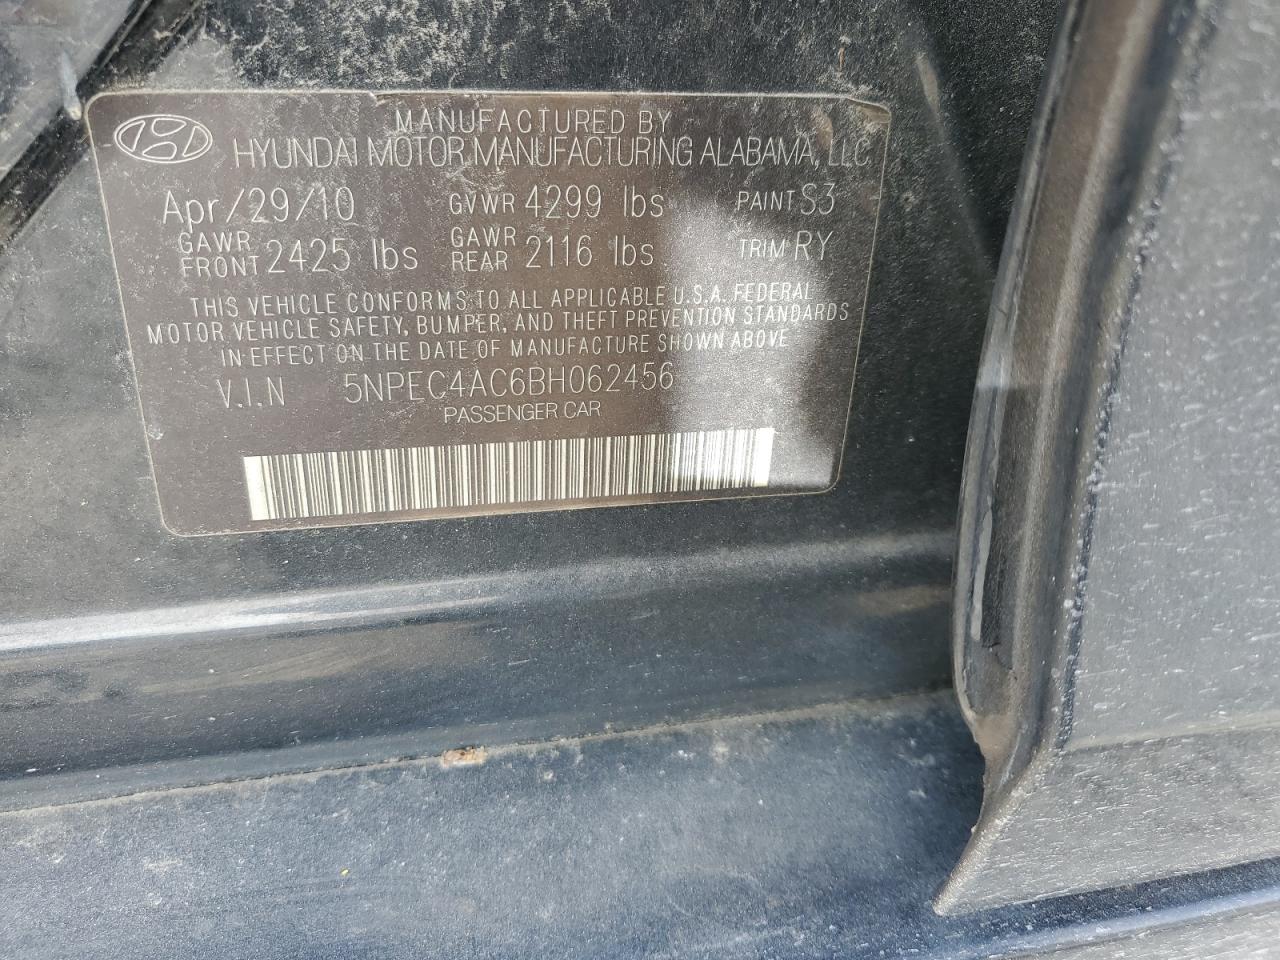 MANUFACTURED BY
HYUNDAI MOTOR MANUFACTURING ALABAMA, LLC
Apr/29/10 GVWR 4299 lbs PAINT S3
GAWR FRONT 2425 lbs GAWR REAR 2116 lbs TRIM RY
THIS VEHICLE CONFORMS TO ALL APPLICABLE U.S.A. FEDERAL
MOTOR VEHICLE SAFETY, BUMPER, AND THEFT PREVENTION STANDARDS
IN EFFECT ON THE DATE OF MANUFACTURE SHOWN ABOVE
V.I.N 5NPEC4AC6BH062456
PASSENGER CAR